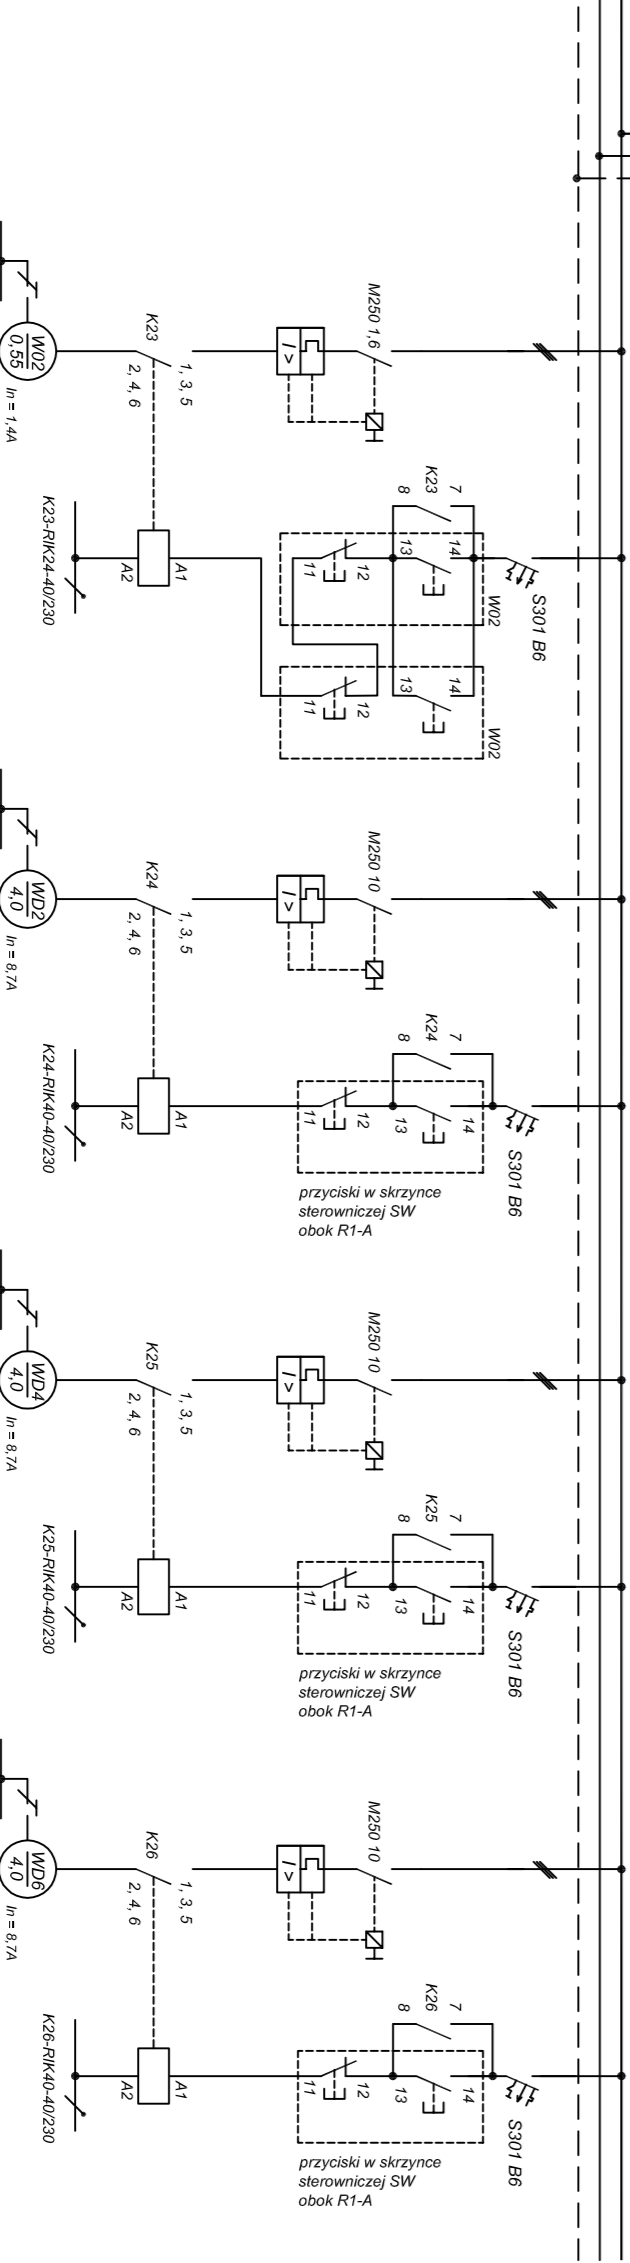 M250 1,6
K23
1, 3, 5
2, 4, 6
I >
W02
0,55
In = 1,4A
K23
7
8
14
13
12
11
W02
S301 B6
14
13
12
11
W02
A1
A2
K23-RIK24-40/230
M250 10
K24
1, 3, 5
2, 4, 6
I >
WD2
4,0
In = 8,7A
K24
7
8
14
13
12
11
S301 B6
A1
A2
K24-RIK40-40/230
przyciski w skrzynce
sterowniczej SW
obok R1-A
M250 10
K25
1, 3, 5
2, 4, 6
I >
WD4
4,0
In = 8,7A
K25
7
8
14
13
12
11
S301 B6
A1
A2
K25-RIK40-40/230
przyciski w skrzynce
sterowniczej SW
obok R1-A
M250 10
K26
1, 3, 5
2, 4, 6
I >
WD6
4,0
In = 8,7A
K26
7
8
14
13
12
11
S301 B6
A1
A2
K26-RIK40-40/230
przyciski w skrzynce
sterowniczej SW
obok R1-A